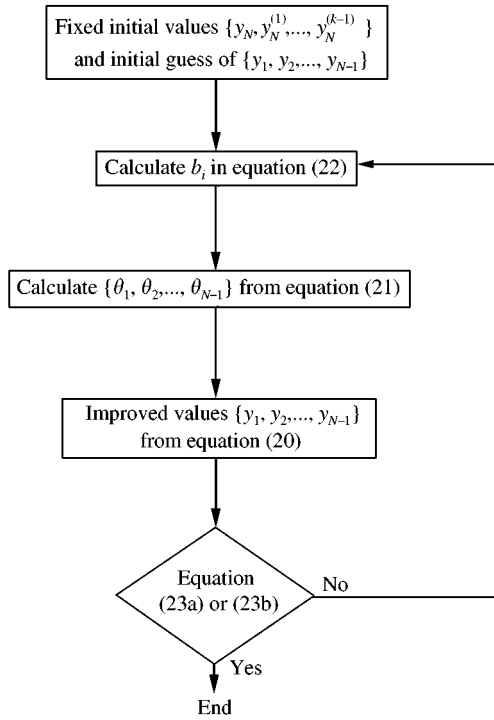 Fixed initial values {y_N, y_N^(1),..., y_N^(k−1) }
and initial guess of {y_1, y_2,..., y_N−1}
Calculate b_i in equation (22)
Calculate {θ_1, θ_2,..., θ_N−1} from equation (21)
Improved values {y_1, y_2,..., y_N−1}
from equation (20)
Equation
(23a) or (23b)
No
Yes
End